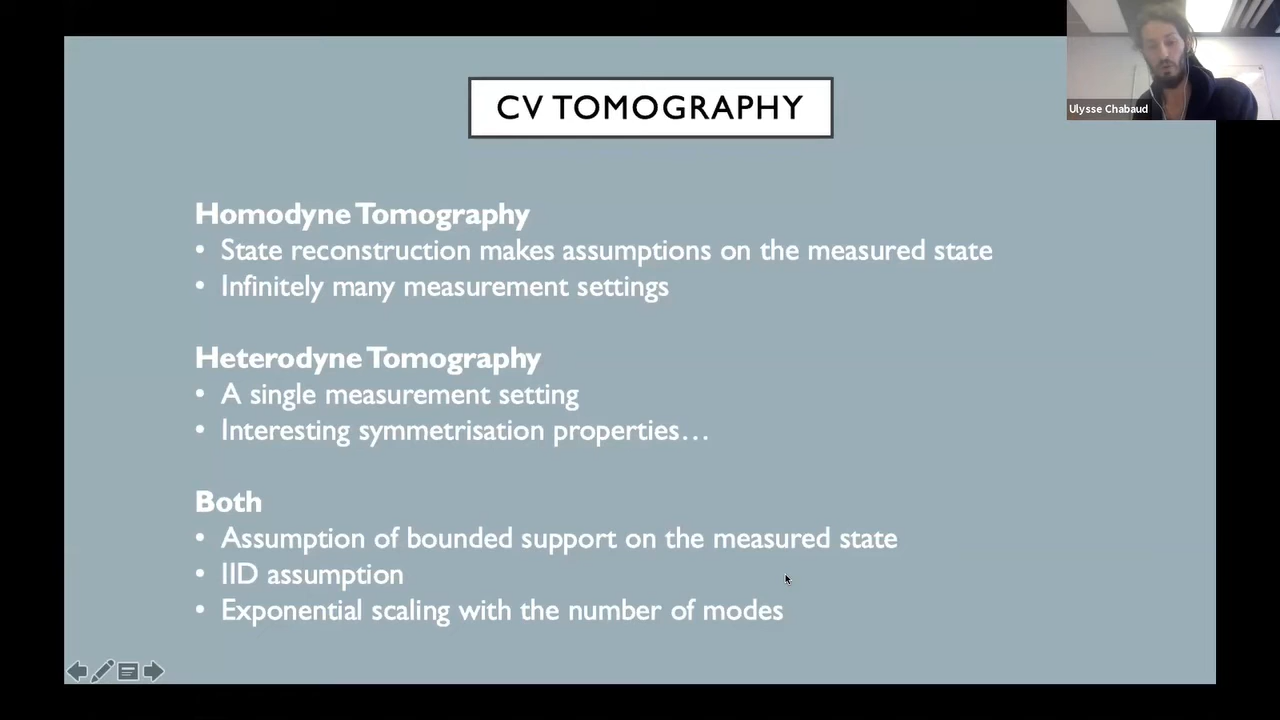 CV TOMOGRAPHY
Ulysse Chabaud
Homodyne Tomography
• State reconstruction makes assumptions on the measured state
• Infinitely many measurement settings
Heterodyne Tomography
• A single measurement setting
• Interesting symmetrisation properties…
Both
• Assumption of bounded support on the measured state
• IID assumption
• Exponential scaling with the number of modes